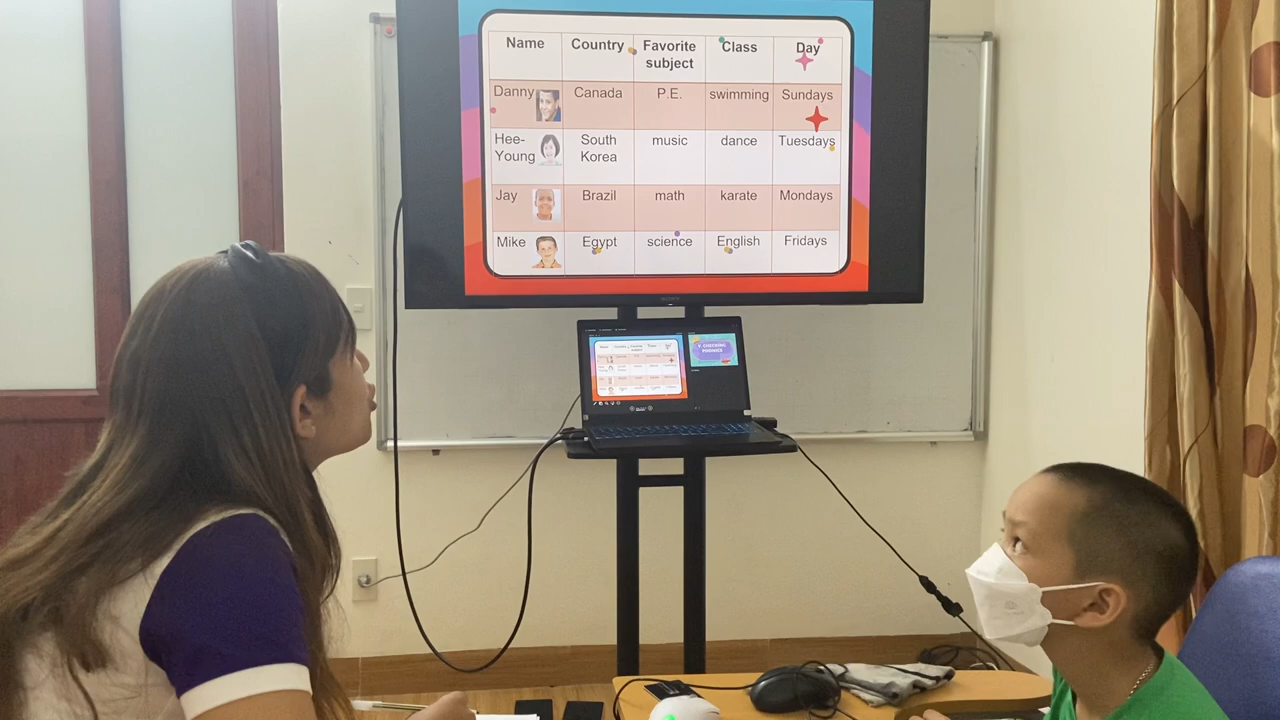 Name Country Favorite subject Class Day
Danny Canada P.E. swimming Sundays
Hee-Young South Korea music dance Tuesdays
Jay Brazil math karate Mondays
Mike Egypt science English Fridays
SONY